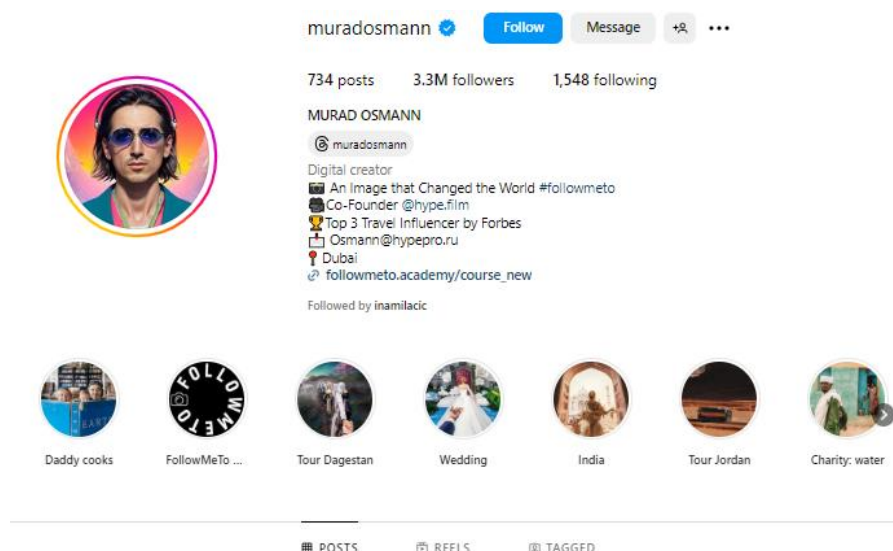 muradosmann Follow Message
734 posts 3.3M followers 1,548 following
MURAD OSMANN
muradosmann
Digital creator
An Image that Changed the World #followmeto
Co-Founder @hype.film
Top 3 Travel Influencer by Forbes
Osmann@hypepro.ru
Dubai
followmeto.academy/course_new
Followed by inamilacic
EARTH
FOLLOWMETO
Daddy cooks FollowMeTo ... Tour Dagestan Wedding India Tour Jordan Charity: water
POSTS REELS TAGGED